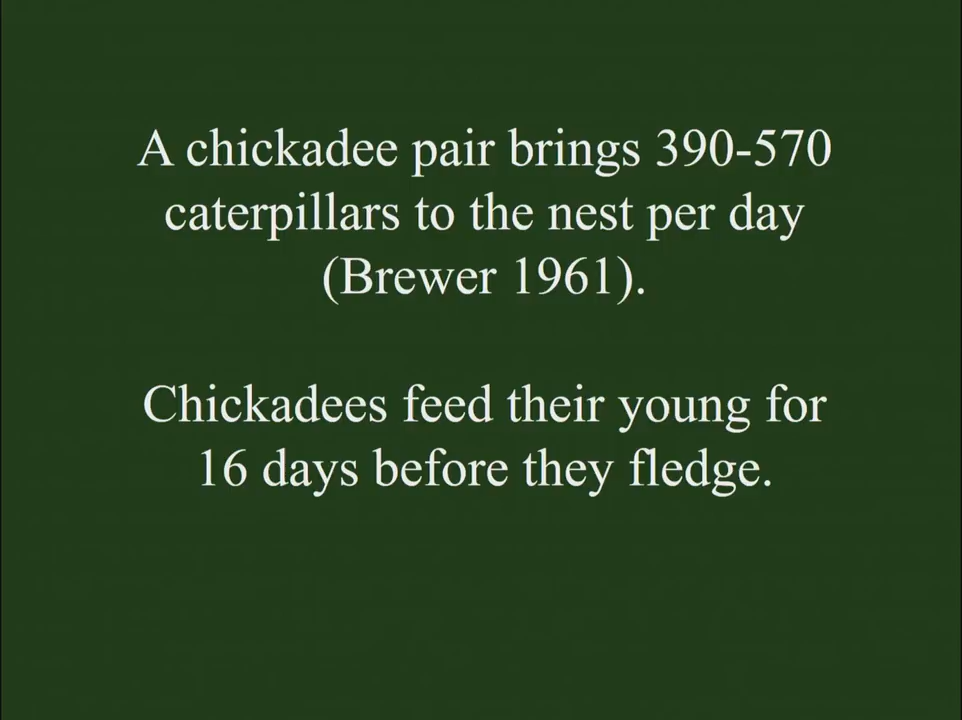 A chickadee pair brings 390-570
caterpillars to the nest per day
(Brewer 1961).
Chickadees feed their young for
16 days before they fledge.